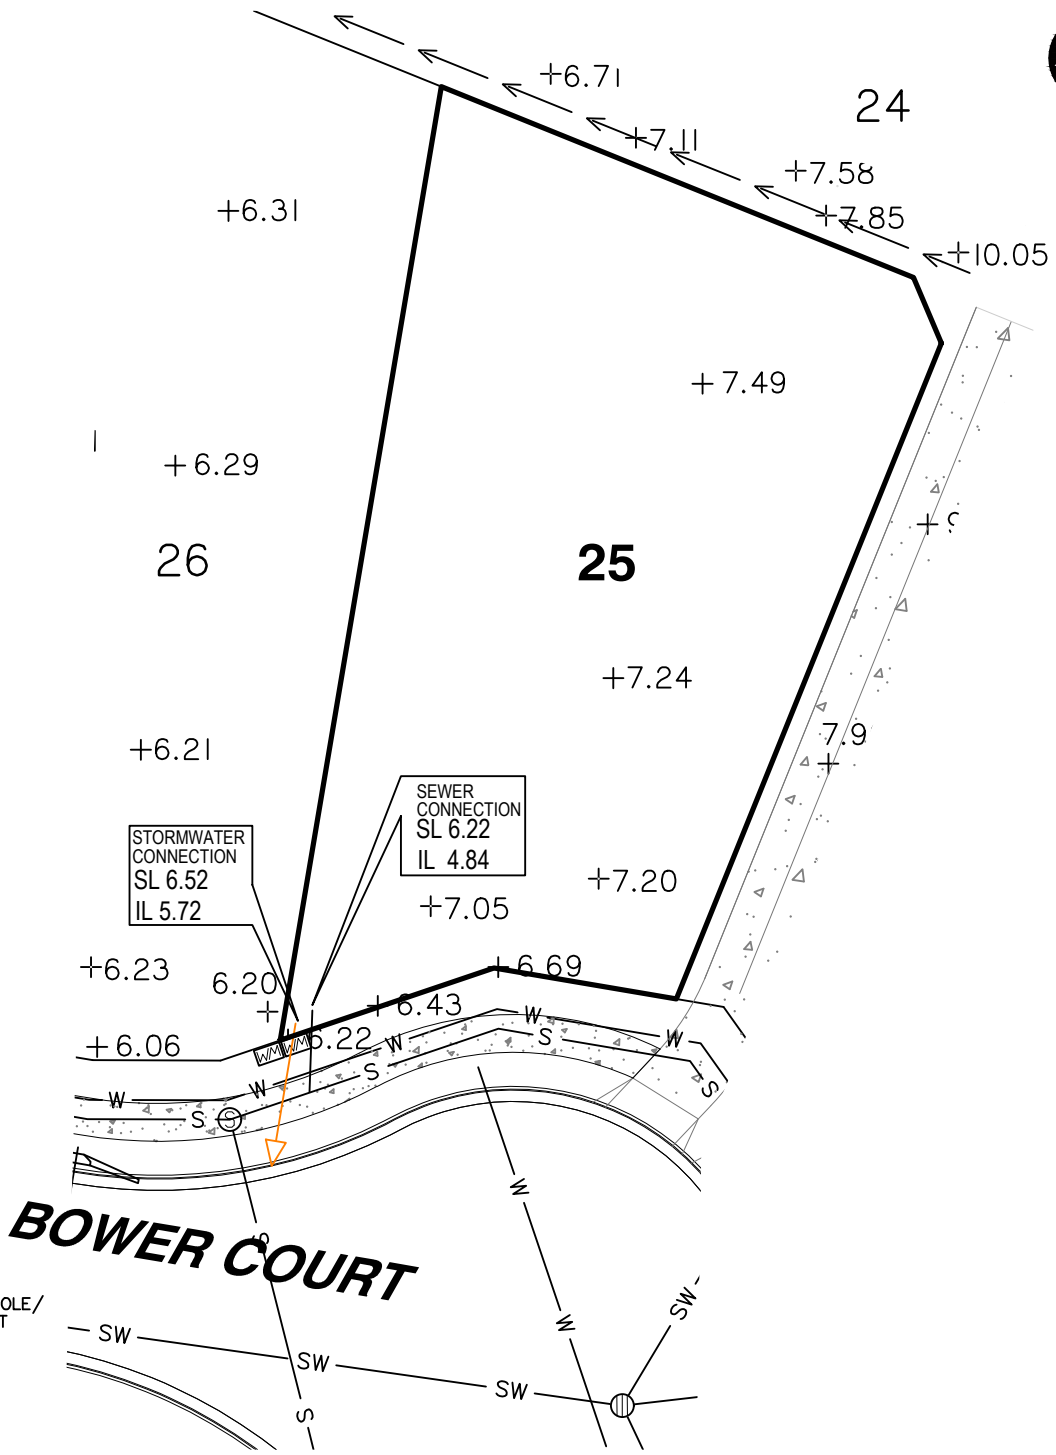 +6.71
24
+7.11
+7.58
+6.31
+7.85
+10.05
+7.49
+6.29
26
25
+7.24
+6.21
7.9
+
SEWER
CONNECTION
SL 6.22
IL 4.84
STORMWATER
CONNECTION
SL 6.52
IL 5.72
+7.20
+7.05
+6.23
6.20
+
+6.69
+6.43
6.22
+6.06
W
W
S
W
W
W
S
S
S
S
W
S
BOWER COURT
OLE/
T
SW
SW
SW
SW
W
S